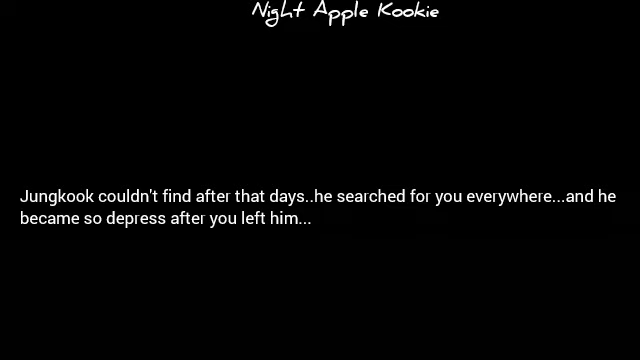 Night Apple Kookie
Jungkook couldn't find after that days..he searched for you everywhere...and he
became so depress after you left him...